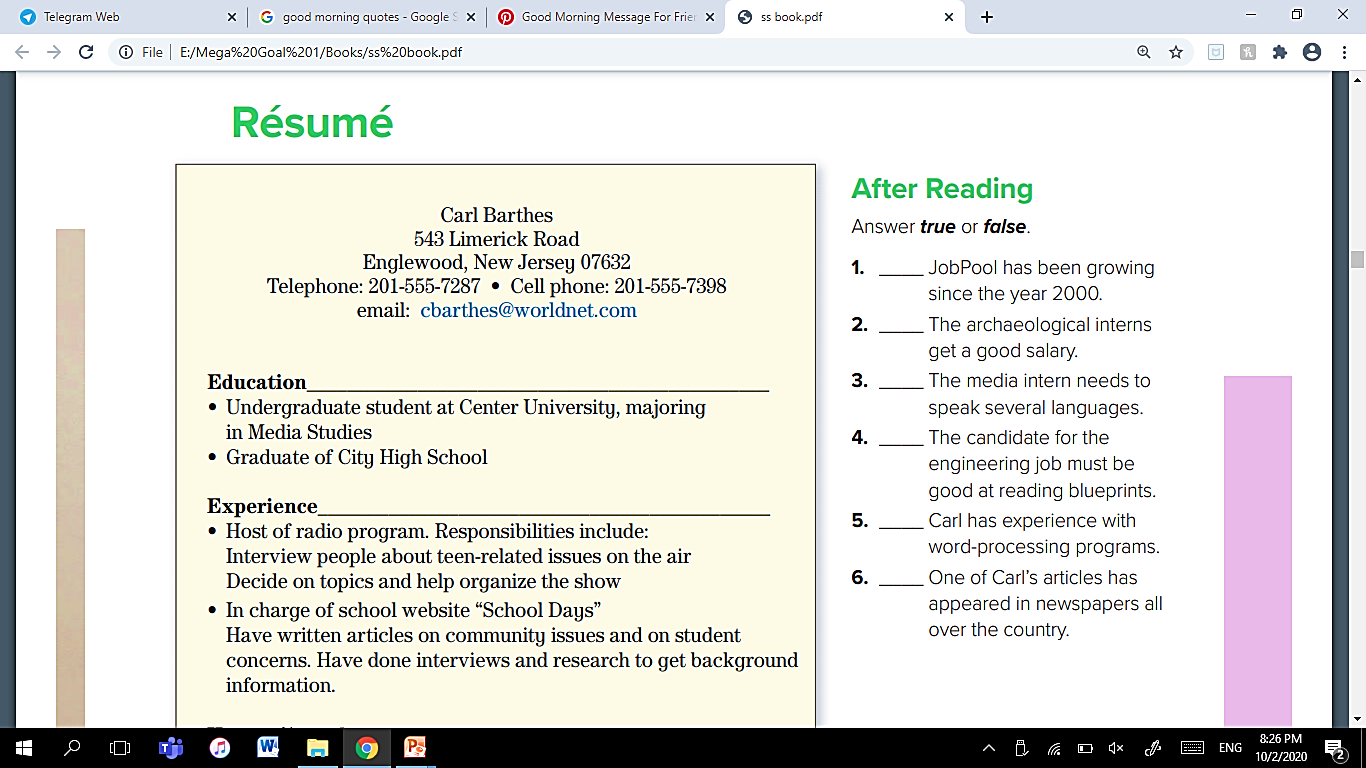 Telegram Web
good morning quotes - Google S
Good Morning Message For Frie
ss book.pdf
File
E:/Mega%20Goal%201/Books/ss%20book.pdf
Résumé
Carl Barthes
543 Limerick Road
Englewood, New Jersey 07632
Telephone: 201-555-7287 • Cell phone: 201-555-7398
email: cbarthes@worldnet.com
Education
• Undergraduate student at Center University, majoring
in Media Studies
• Graduate of City High School
Experience
• Host of radio program. Responsibilities include:
Interview people about teen-related issues on the air
Decide on topics and help organize the show
• In charge of school website “School Days”
Have written articles on community issues and on student
concerns. Have done interviews and research to get background
information.
After Reading
Answer true or false.
1. ____ JobPool has been growing
since the year 2000.
2. ____ The archaeological interns
get a good salary.
3. ____ The media intern needs to
speak several languages.
4. ____ The candidate for the
engineering job must be
good at reading blueprints.
5. ____ Carl has experience with
word-processing programs.
6. ____ One of Carl’s articles has
appeared in newspapers all
over the country.
ENG
8:26 PM
10/2/2020
2